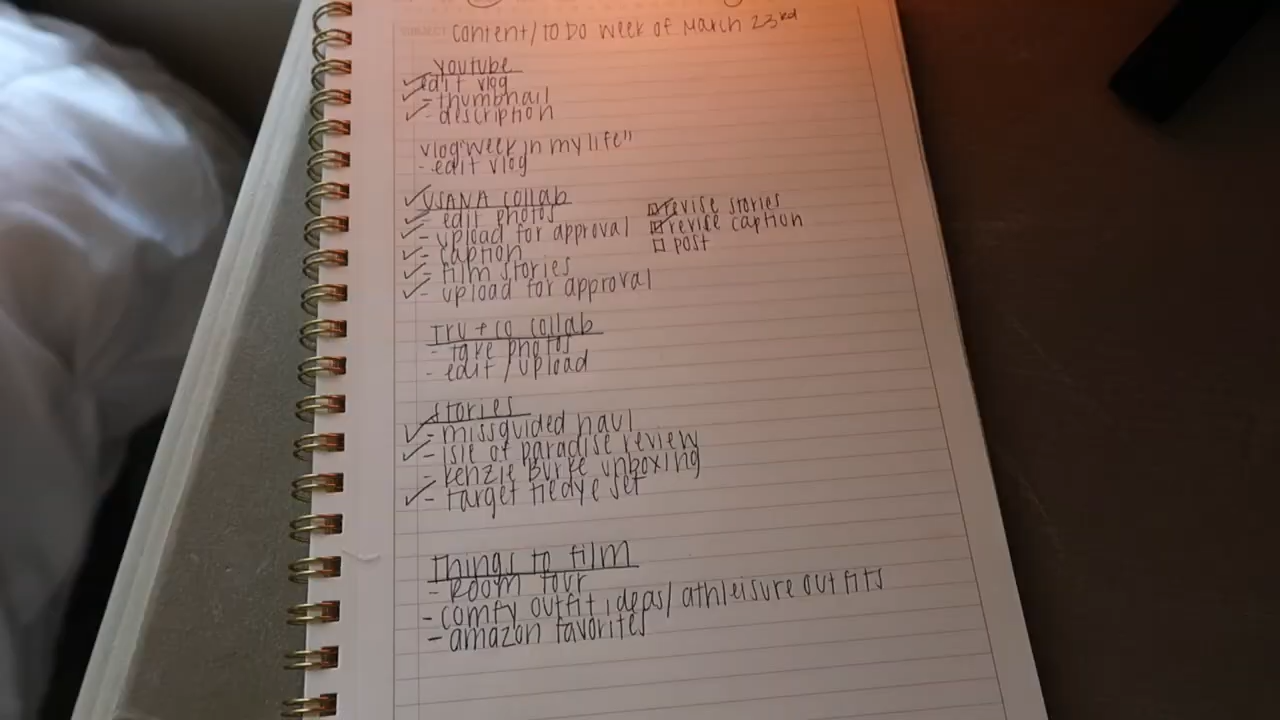 SUBJECT: content/to do week of march 23rd
youtube
edit vlog
- thumbnail
- description
vlog "week in my life"
- edit vlog
USANA collab
- edit photos
- upload for approval
- caption
- film stories
- upload for approval
revise stories
revise caption
post
Tru + co collab
- take photos
- edit / upload
stories
- missguided haul
- isle of paradise review
- kenzie Burke unboxing
- target tiedye set
Things to film
- Room tour
- comfy outfit ideas/ athleisure outfits
- amazon favorites